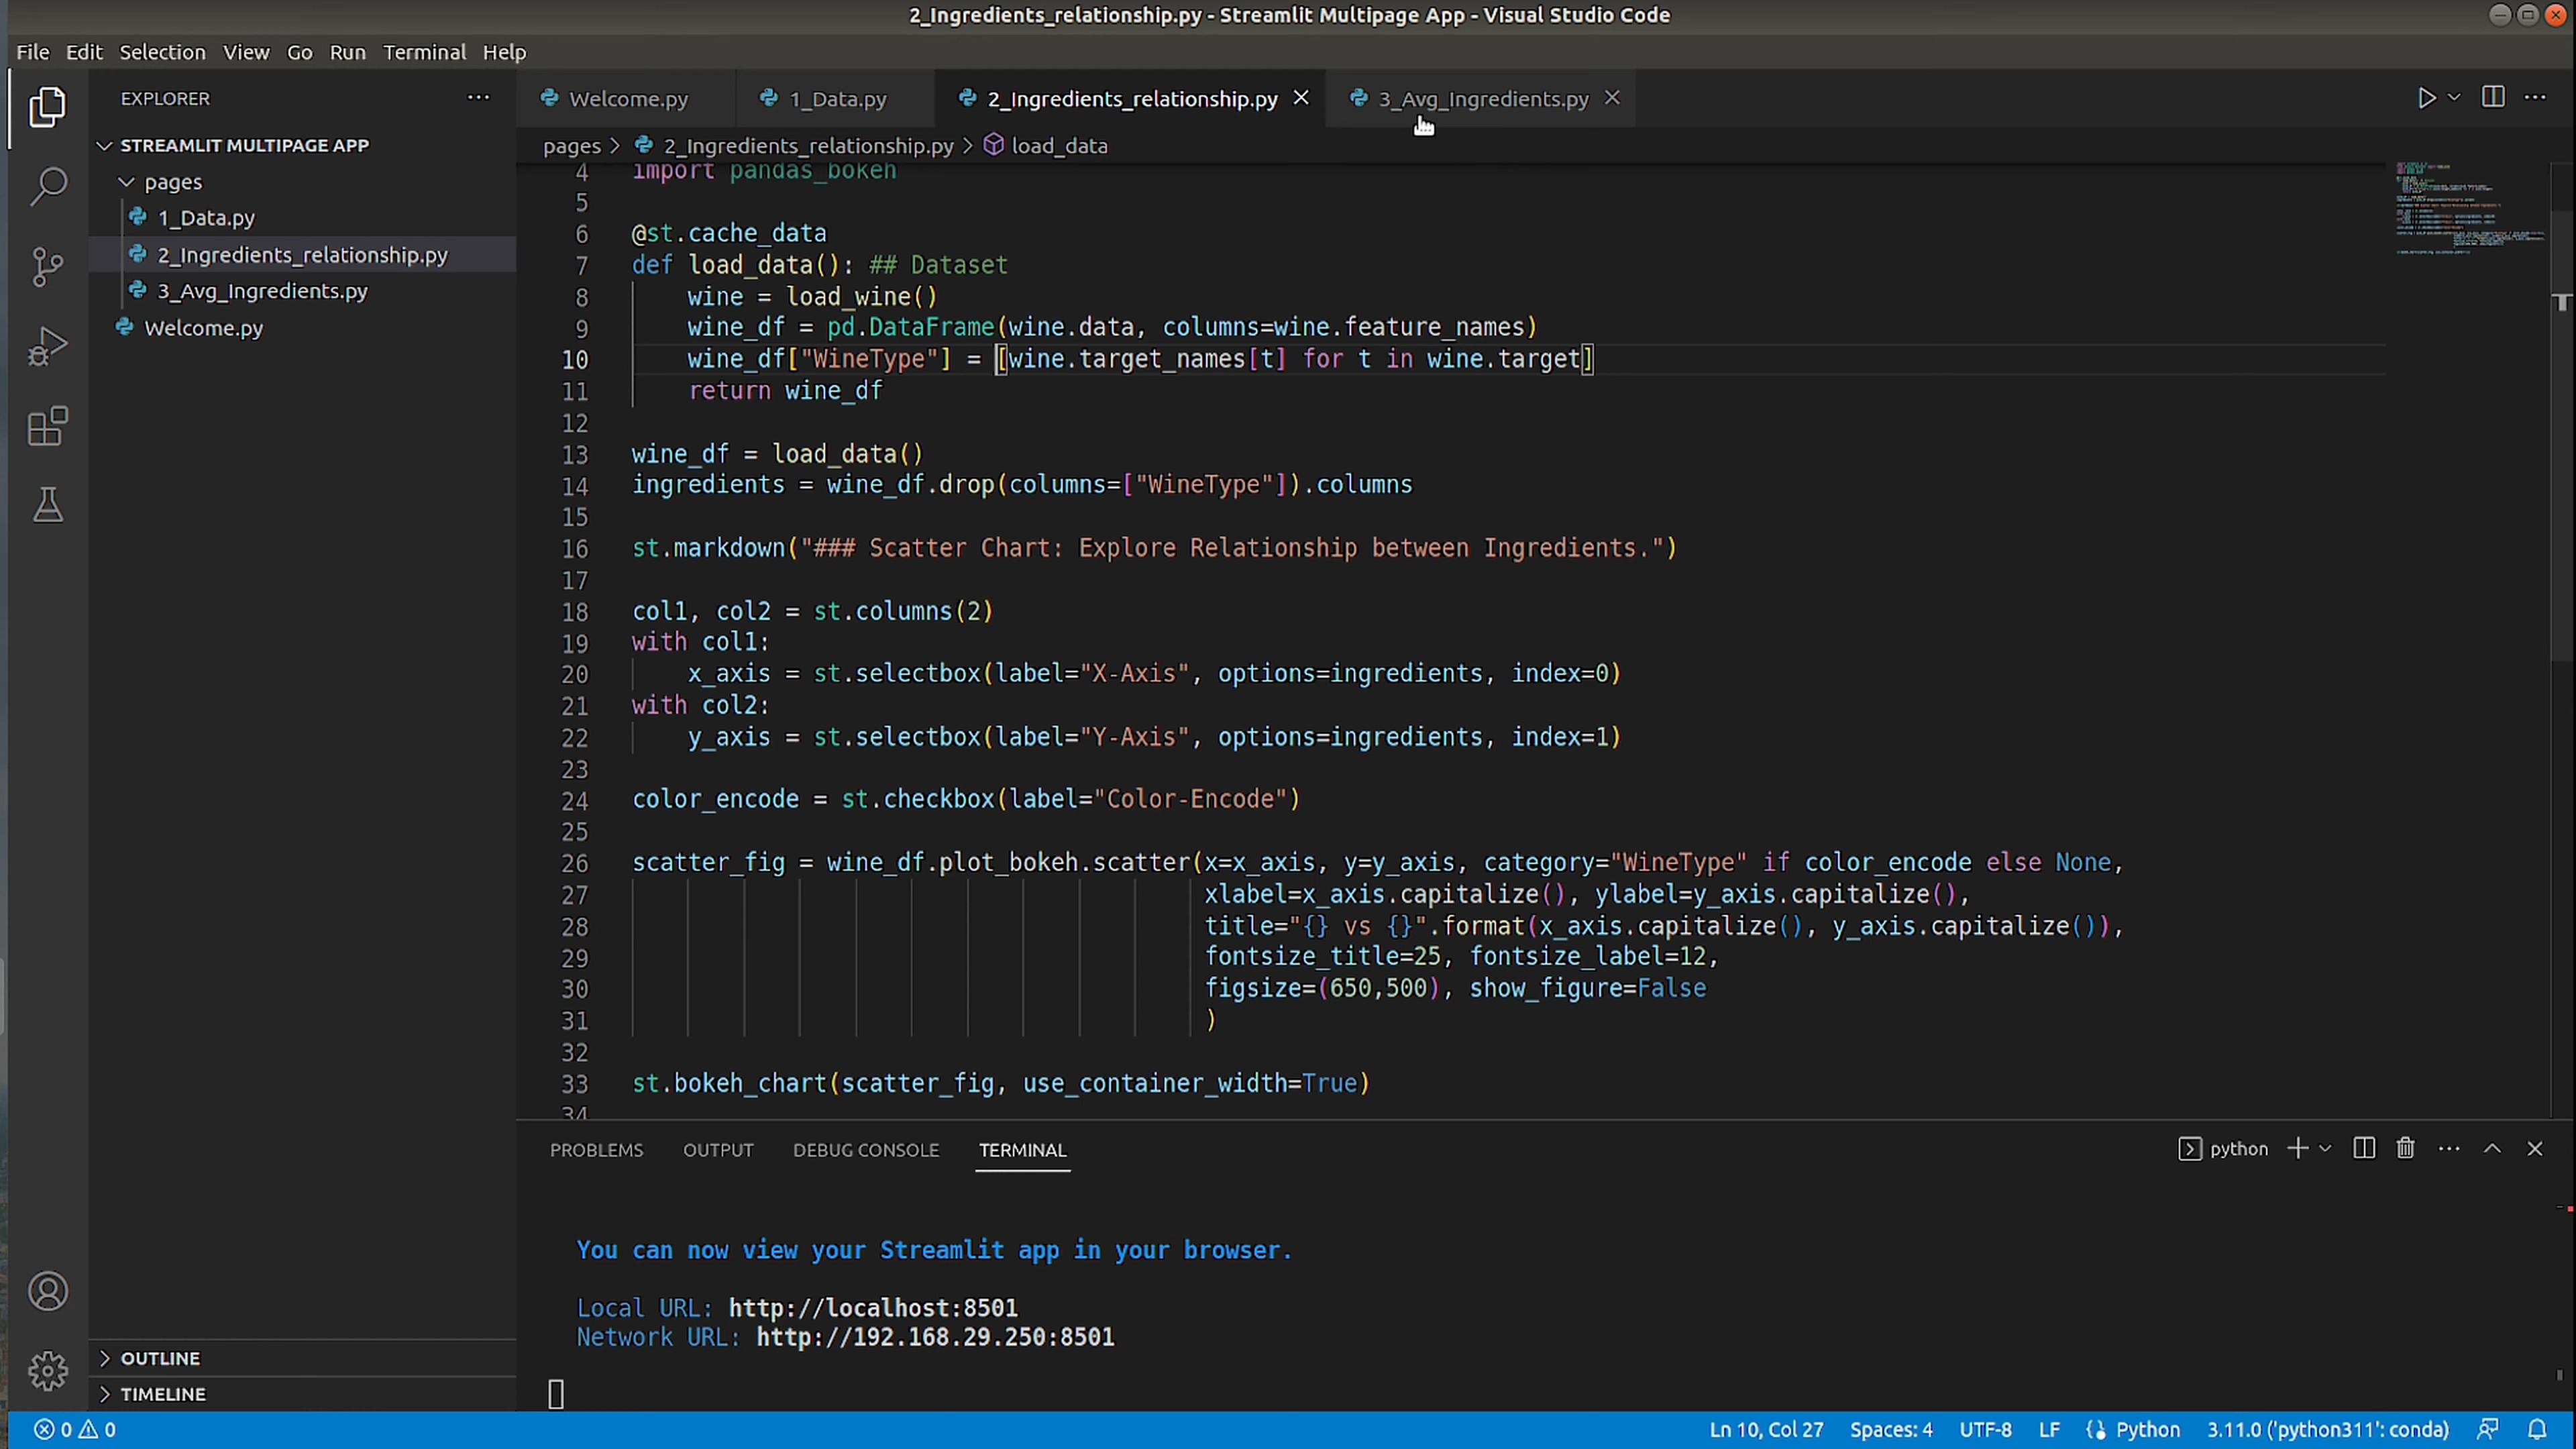 2_Ingredients_relationship.py - Streamlit Multipage App - Visual Studio Code
File Edit Selection View Go Run Terminal Help
EXPLORER
STREAMLIT MULTIPAGE APP
pages
1_Data.py
2_Ingredients_relationship.py
3_Avg_Ingredients.py
Welcome.py
OUTLINE
TIMELINE
Welcome.py 1_Data.py 2_Ingredients_relationship.py 3_Avg_Ingredients.py
pages > 2_Ingredients_relationship.py > load_data
4 import pandas_bokeh
5
6 @st.cache_data
7 def load_data(): ## Dataset
8     wine = load_wine()
9     wine_df = pd.DataFrame(wine.data, columns=wine.feature_names)
10     wine_df["WineType"] = [wine.target_names[t] for t in wine.target]
11     return wine_df
12
13 wine_df = load_data()
14 ingredients = wine_df.drop(columns=["WineType"]).columns
15
16 st.markdown("### Scatter Chart: Explore Relationship between Ingredients.")
17
18 col1, col2 = st.columns(2)
19 with col1:
20     x_axis = st.selectbox(label="X-Axis", options=ingredients, index=0)
21 with col2:
22     y_axis = st.selectbox(label="Y-Axis", options=ingredients, index=1)
23
24 color_encode = st.checkbox(label="Color-Encode")
25
26 scatter_fig = wine_df.plot_bokeh.scatter(x=x_axis, y=y_axis, category="WineType" if color_encode else None,
27 xlabel=x_axis.capitalize(), ylabel=y_axis.capitalize(),
28 title="{} vs {}".format(x_axis.capitalize(), y_axis.capitalize()),
29 fontsize_title=25, fontsize_label=12,
30 figsize=(650,500), show_figure=False
31 )
32
33 st.bokeh_chart(scatter_fig, use_container_width=True)
34
PROBLEMS OUTPUT DEBUG CONSOLE TERMINAL
python
You can now view your Streamlit app in your browser.
Local URL: http://localhost:8501
Network URL: http://192.168.29.250:8501
0 0
Ln 10, Col 27 Spaces: 4 UTF-8 LF Python 3.11.0 ('python311': conda)